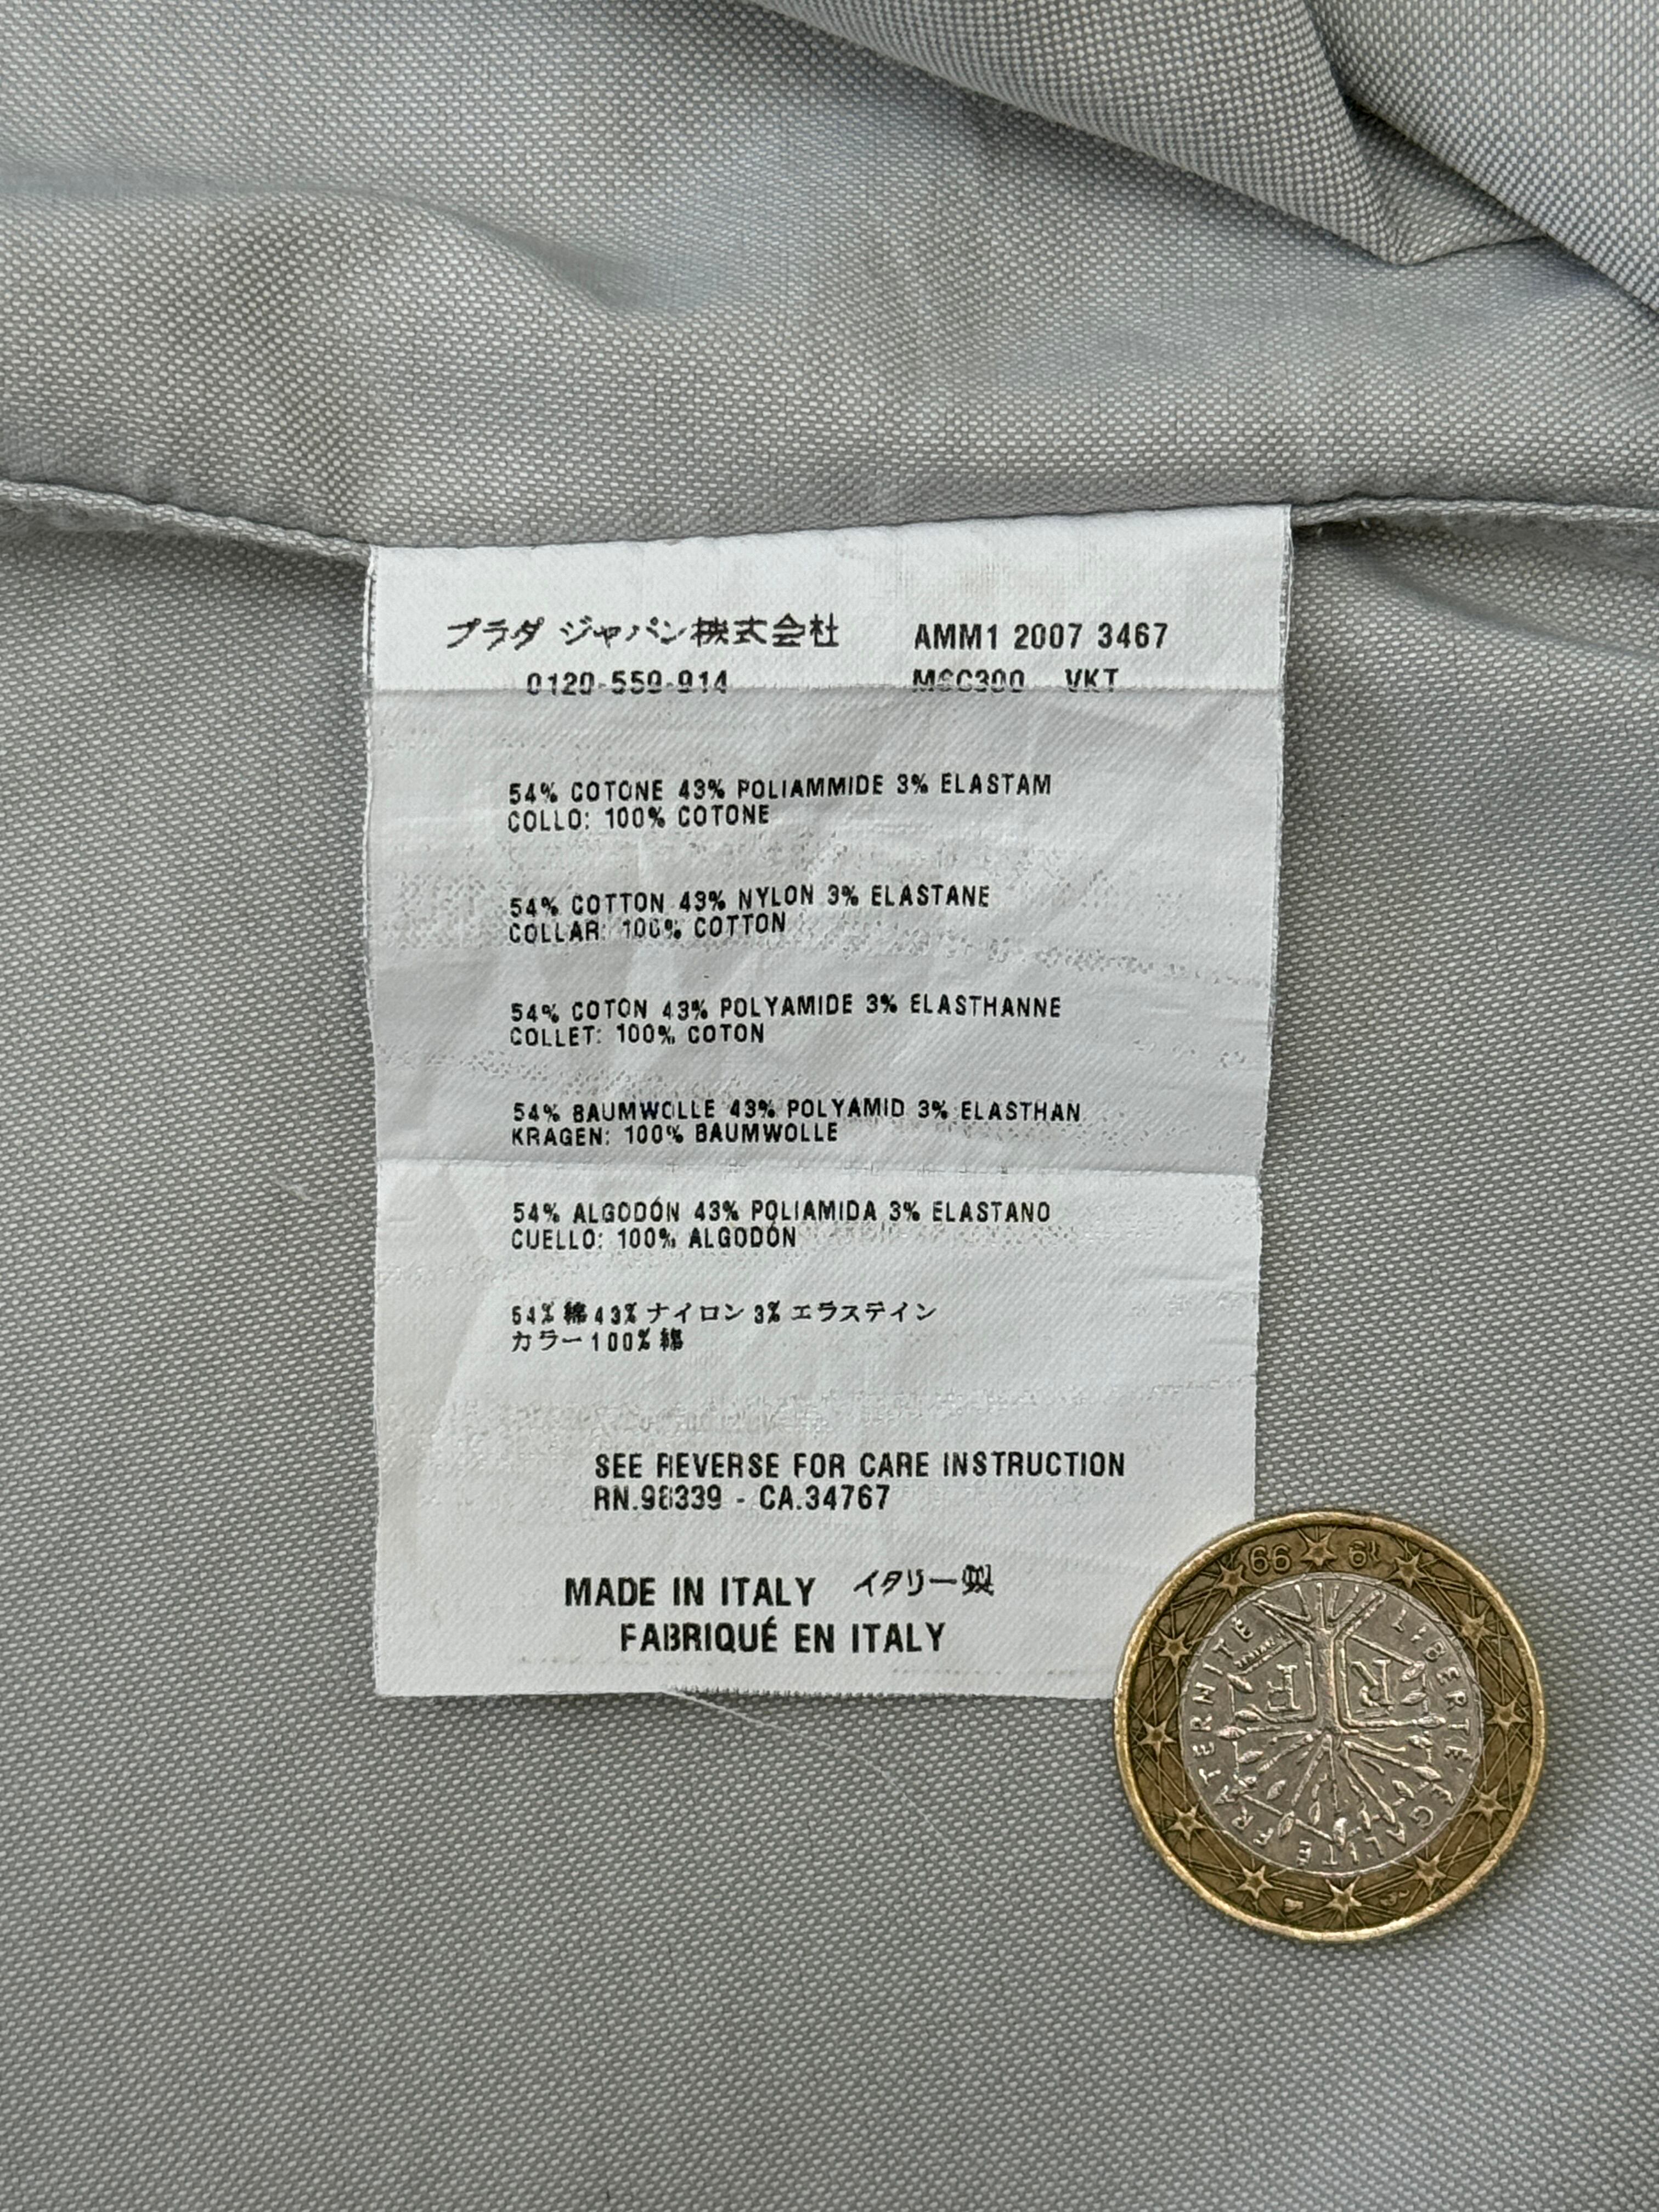 プラダ ジャパン株式会社 AMM1 2007 3467
0120-559-914 MSC300 VKT
54% COTONE 43% POLIAMMIDE 3% ELASTAM
COLLO: 100% COTONE
54% COTTON 43% NYLON 3% ELASTANE
COLLAR: 100% COTTON
54% COTON 43% POLYAMIDE 3% ELASTHANNE
COLLET: 100% COTON
54% BAUMWOLLE 43% POLYAMID 3% ELASTHAN
KRAGEN: 100% BAUMWOLLE
54% ALGODÓN 43% POLIAMIDA 3% ELASTANO
CUELLO: 100% ALGODÓN
54% 綿 43% ナイロン 3% エラステイン
カラー 100% 綿
SEE REVERSE FOR CARE INSTRUCTION
RN.98339 - CA.34767
MADE IN ITALY イタリー製
FABRIQUÉ EN ITALY
LIBERTÉ ÉGALITÉ FRATERNITÉ
RF